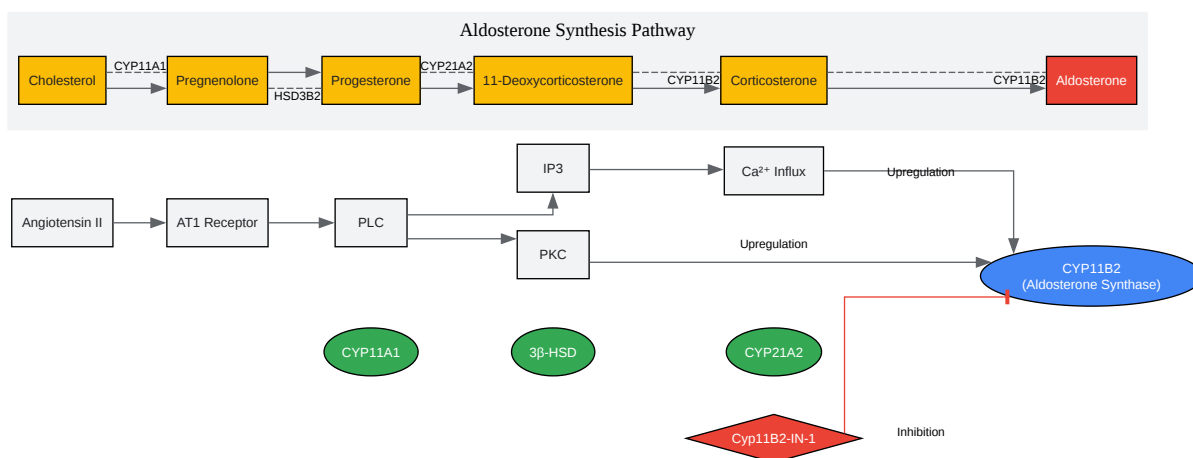 Aldosterone Synthesis Pathway
Cholesterol
CYP11A1
Pregnenolone
HSD3B2
Progesterone
CYP21A2
11-Deoxycorticosterone
CYP11B2
Corticosterone
CYP11B2
Aldosterone
IP3
Ca²⁺ Influx
Upregulation
Angiotensin II
AT1 Receptor
PLC
PKC
Upregulation
CYP11B2
(Aldosterone Synthase)
CYP11A1
3β-HSD
CYP21A2
Cyp11B2-IN-1
Inhibition